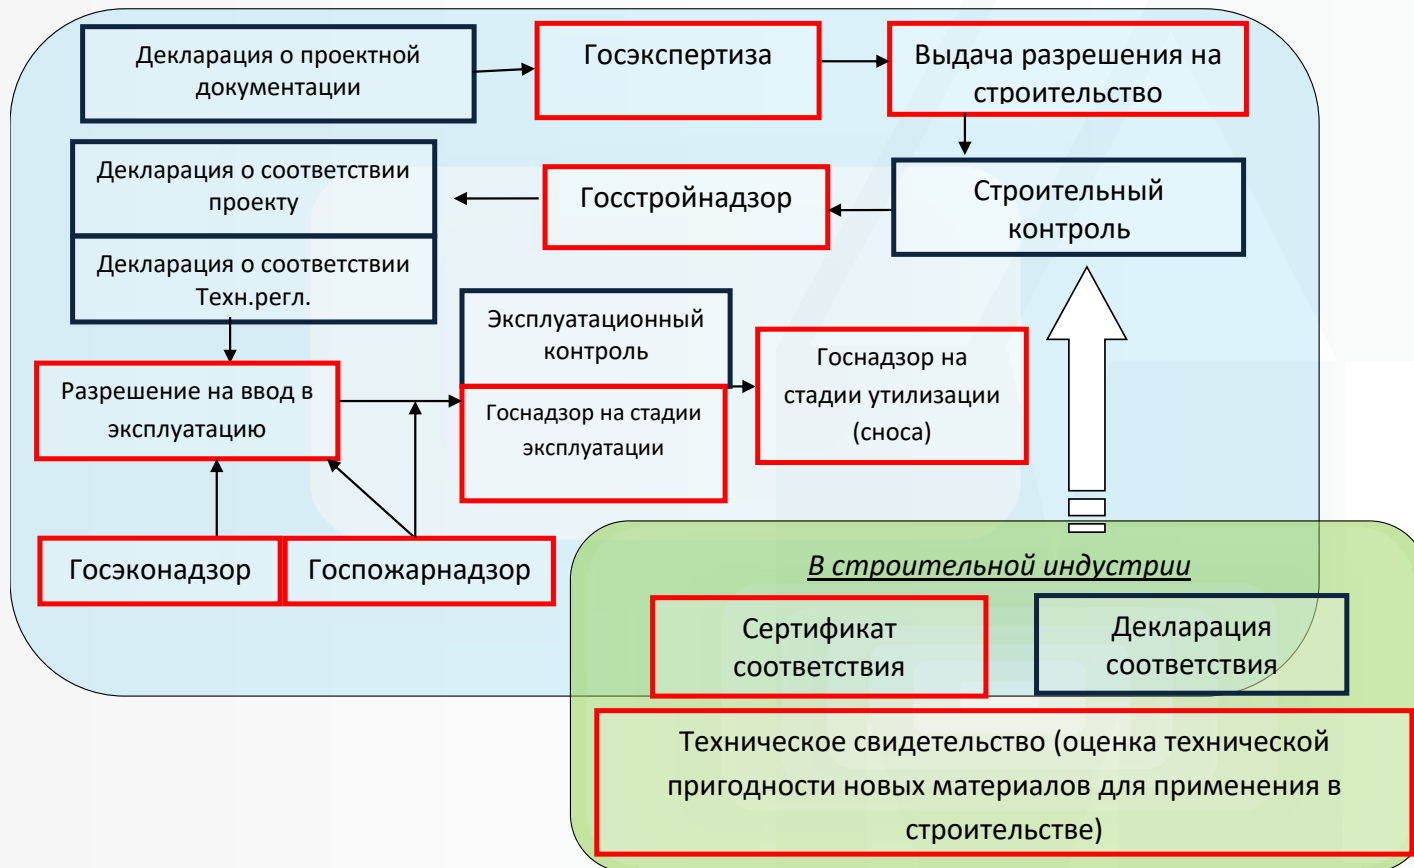 Декларация о проектной
документации
Госэкспертиза
Выдача разрешения на
строительство
Декларация о соответствии
проекту
Госстройнадзор
Строительный
контроль
Декларация о соответствии
Техн.регл.
Эксплуатационный
контроль
Госнадзор на
стадии утилизации
(сноса)
Разрешение на ввод в
эксплуатацию
Госнадзор на стадии
эксплуатации
Госэконадзор
Госпожарнадзор
В строительной индустрии
Сертификат
соответствия
Декларация
соответствия
Техническое свидетельство (оценка технической
пригодности новых материалов для применения в
строительстве)